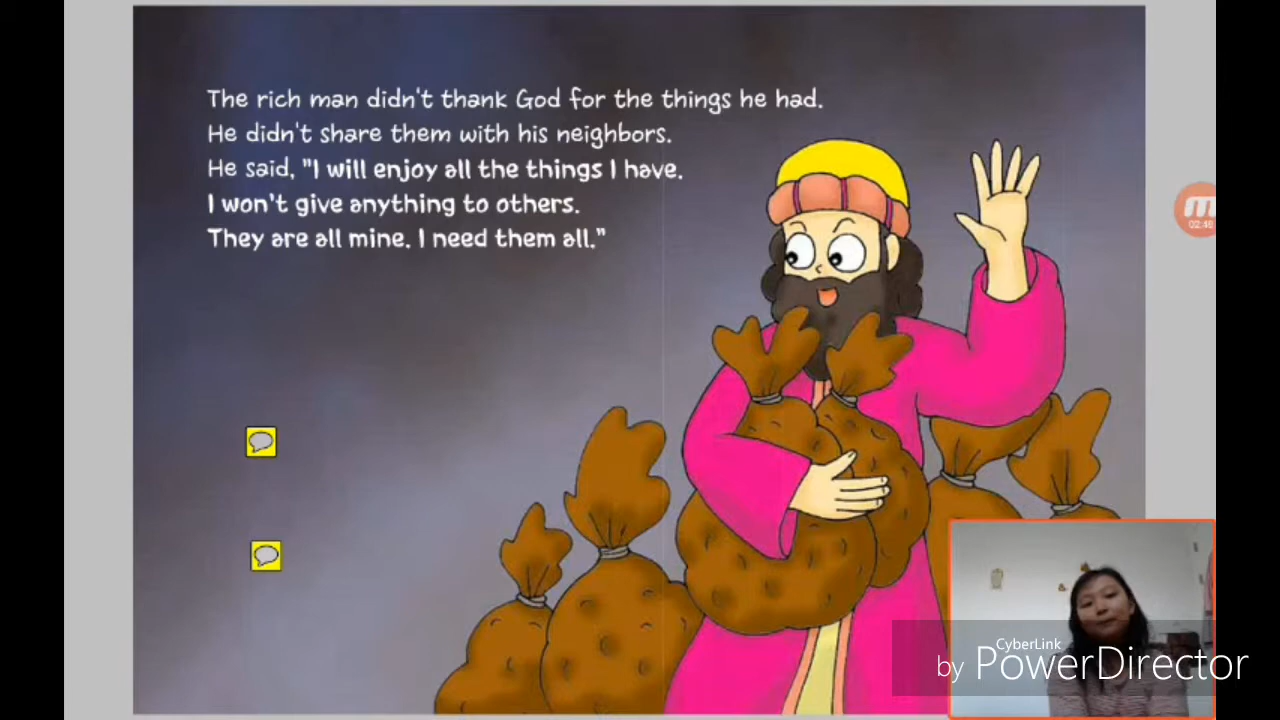 The rich man didn't thank God for the things he had.
He didn't share them with his neighbors.
He said, "I will enjoy all the things I have.
I won't give anything to others.
They are all mine. I need them all."
02:48
CyberLink
by PowerDirector